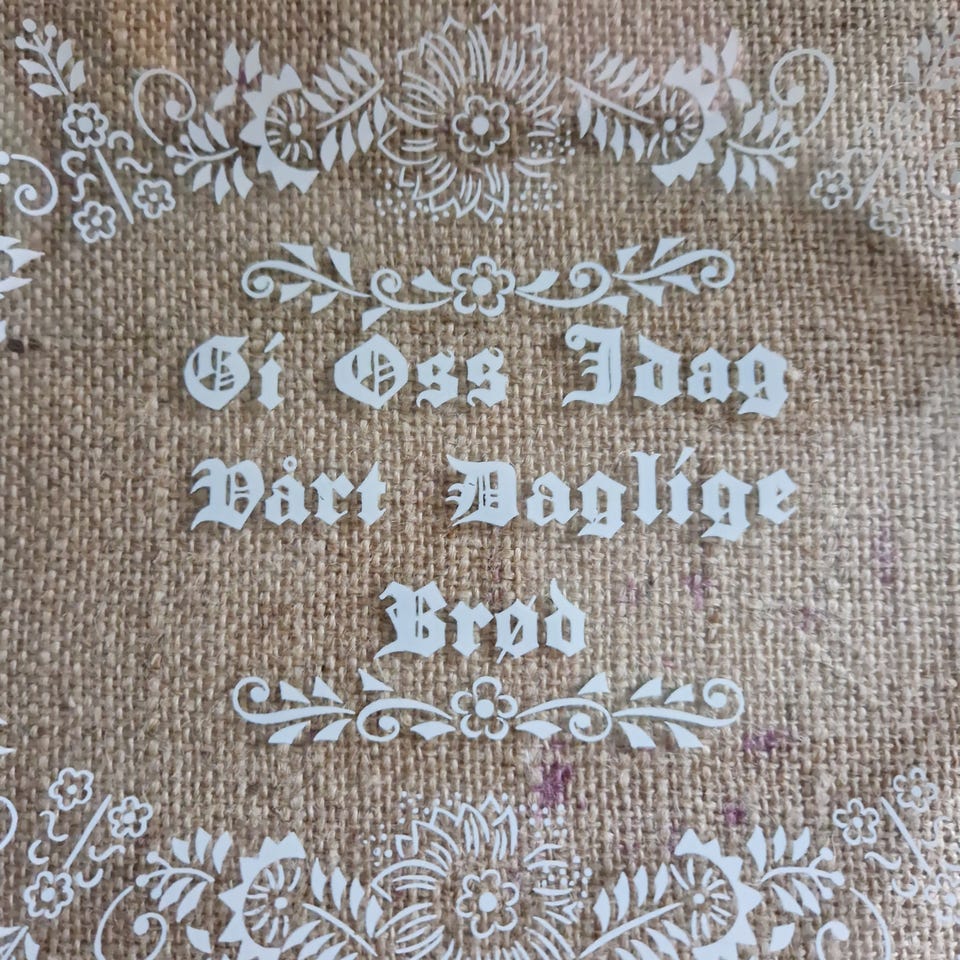 Gi Oss Idag
Vårt Daglige
Brød